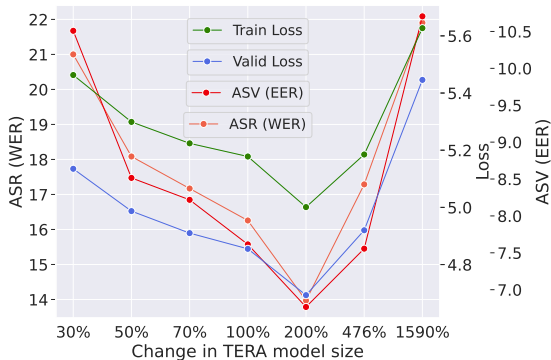 Train Loss
Valid Loss
ASV (EER)
ASR (WER)
22
21
20
19
18
17
16
15
14
ASR (WER)
5.6
5.4
5.2
5.0
4.8
Loss
10.5
10.0
9.5
9.0
8.5
8.0
7.5
7.0
ASV (EER)
30% 50% 70% 100% 200% 476% 1590%
Change in TERA model size